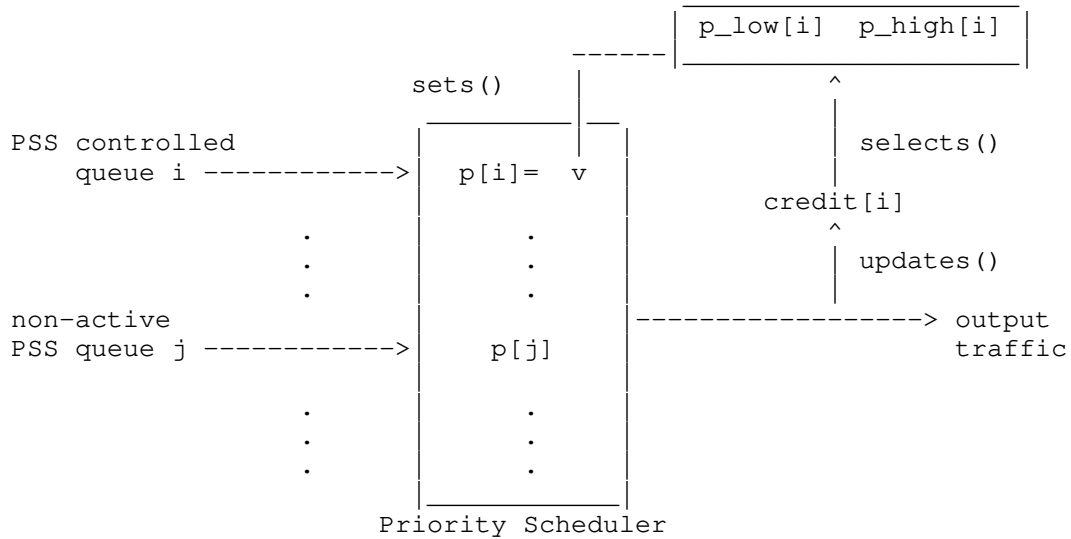 p_low[i] p_high[i]
sets()
PSS controlled
selects()
queue i ------------> p[i]= v
credit[i]
. .
. . updates()
. .
non-active ------------------> output
PSS queue j ------------> p[j] traffic
. .
. .
. .
Priority Scheduler